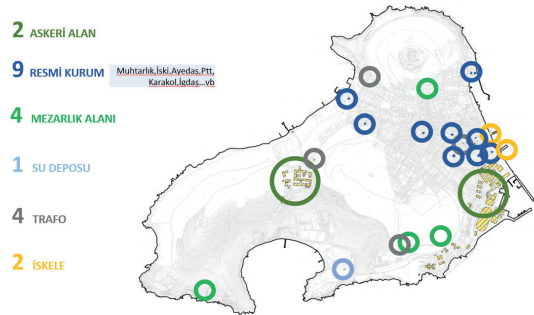 2 ASKERİ ALAN
9 RESMİ KURUM
Muhtarlık,İski,Ayedaş,Ptt,
Karakol,İgdaş...vb
4 MEZARLIK ALANI
1 SU DEPOSU
4 TRAFO
2 İSKELE